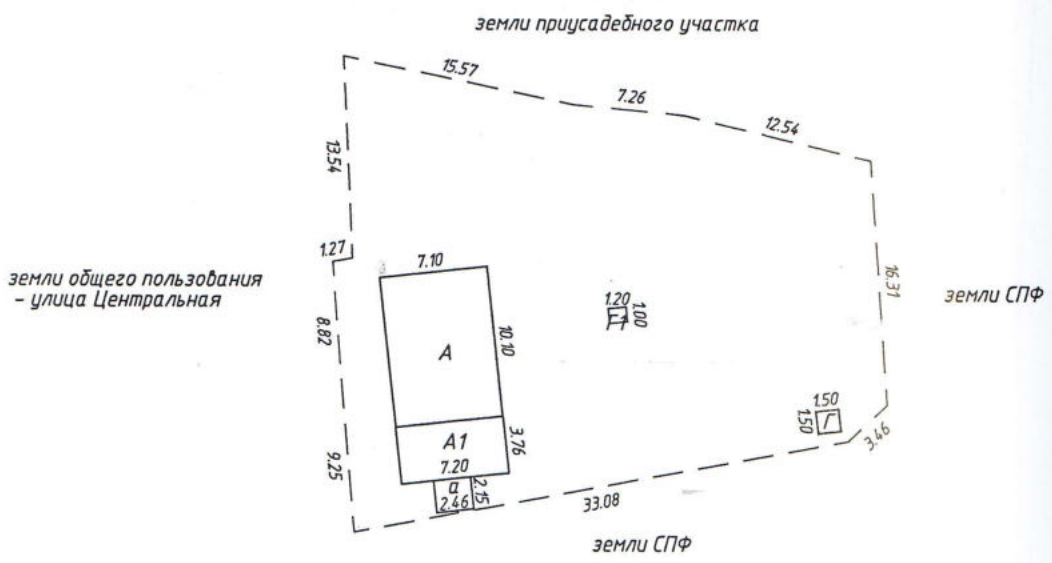 земли приусадебного участка
15.57
7.26
12.54
13.54
1.27
7.10
земли общего пользования
- улица Центральная
8.82
А
10.10
1.20
1.00
Г1
16.31
земли СПФ
А1
7.20
3.76
9.25
а
2.46
2.15
1.50
1.50
Г
3.46
33.08
земли СПФ